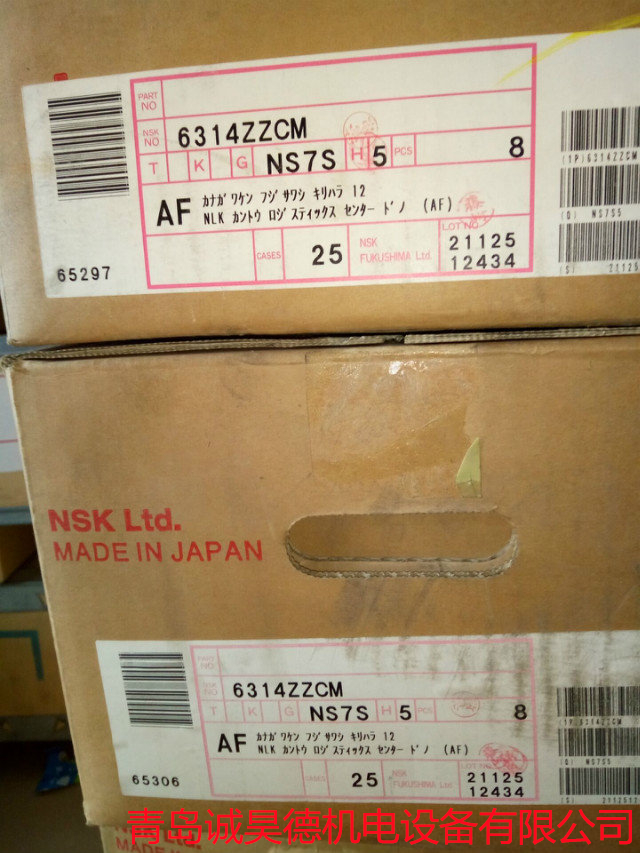 PART NO
NSK NO 6314ZZCM
T K G NS7S H 5 PCS 8
AF カナガワケン フジサワシ キリハラ 12
NLK カントウ ロジスティックス センタード ノ (AF)
LOT NO
CASES 25 NSK FUKUSHIMA Ltd. 21125
12434
65297
(1P)6314ZZCM
(Q) NS7S5
(S) 21125
NSK Ltd.
MADE IN JAPAN
PART NO
NSK NO 6314ZZCM
T K G NS7S H 5 PCS 8
AF カナガワケン フジサワシ キリハラ 12
NLK カントウ ロジスティックス センター ドノ (AF)
LOT NO
CASES 25 NSK FUKUSHIMA Ltd. 21125
12434
65306
(1P)6314ZZCM
青岛诚昊德机电设备有限公司
NSK Ltd.